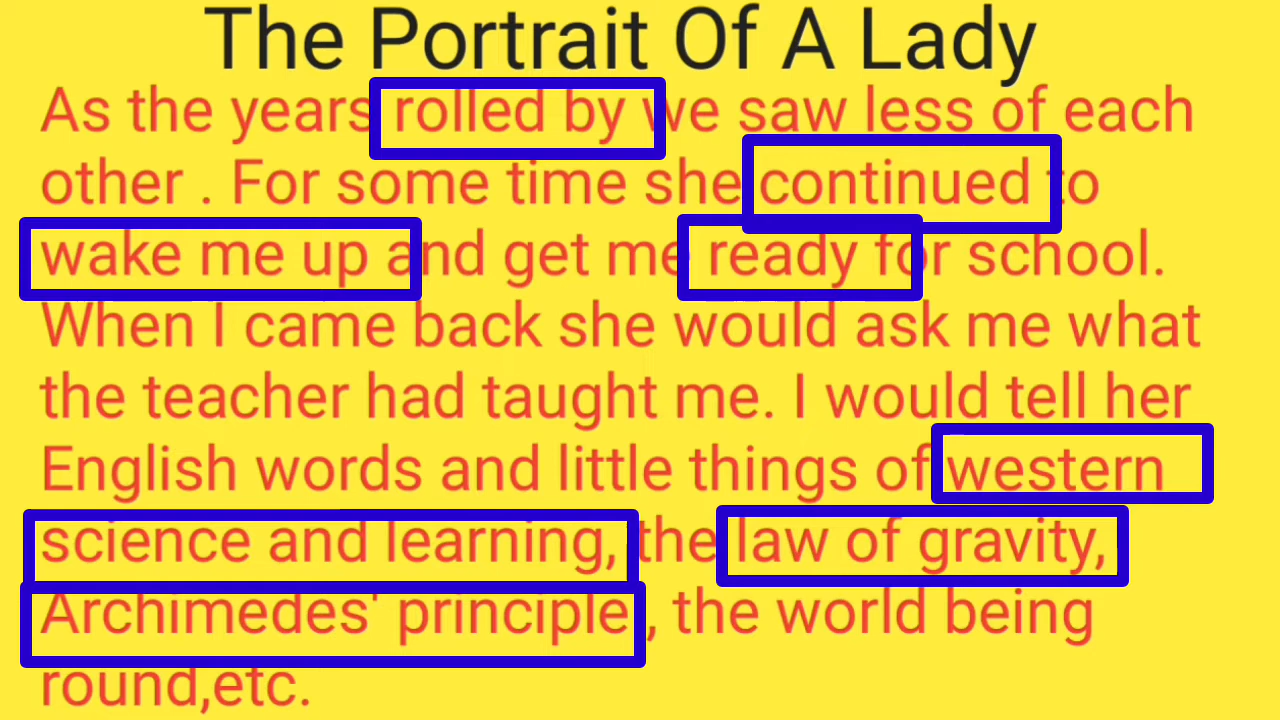 The Portrait Of A Lady
As the years rolled by we saw less of each
other . For some time she continued to
wake me up and get me ready for school.
When I came back she would ask me what
the teacher had taught me. I would tell her
English words and little things of western
science and learning, the law of gravity,
Archimedes' principle , the world being
round,etc.